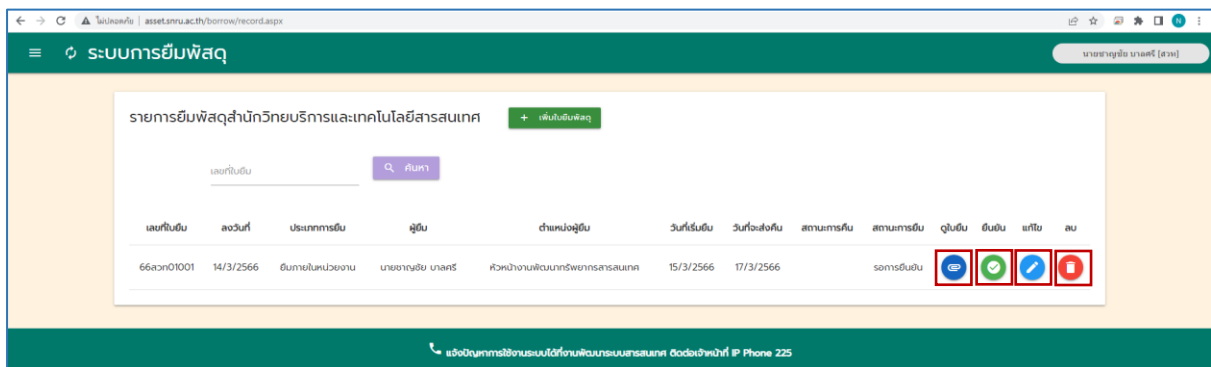 ไม่ปลอดภัย | asset.snru.ac.th/borrow/record.aspx
N
ระบบการยืมพัสดุ
นายชาญชัย บาลศรี [สวท]
รายการยืมพัสดุสำนักวิทยบริการและเทคโนโลยีสารสนเทศ + เพิ่มใบยืมพัสดุ
เลขที่ใบยืม ค้นหา
เลขที่ใบยืม ลงวันที่ ประเภทการยืม ผู้ยืม ตำแหน่งผู้ยืม วันที่เริ่มยืม วันที่จะส่งคืน สถานะการคืน สถานะการยืม ดูใบยืม ยืนยัน แก้ไข ลบ
66สวท01001 14/3/2566 ยืมภายในหน่วยงาน นายชาญชัย บาลศรี หัวหน้างานพัฒนาทรัพยากรสารสนเทศ 15/3/2566 17/3/2566 รอการยืนยัน
แจ้งปัญหาการใช้งานระบบได้ที่งานพัฒนาระบบสารสนเทศ ติดต่อเจ้าหน้าที่ IP Phone 225